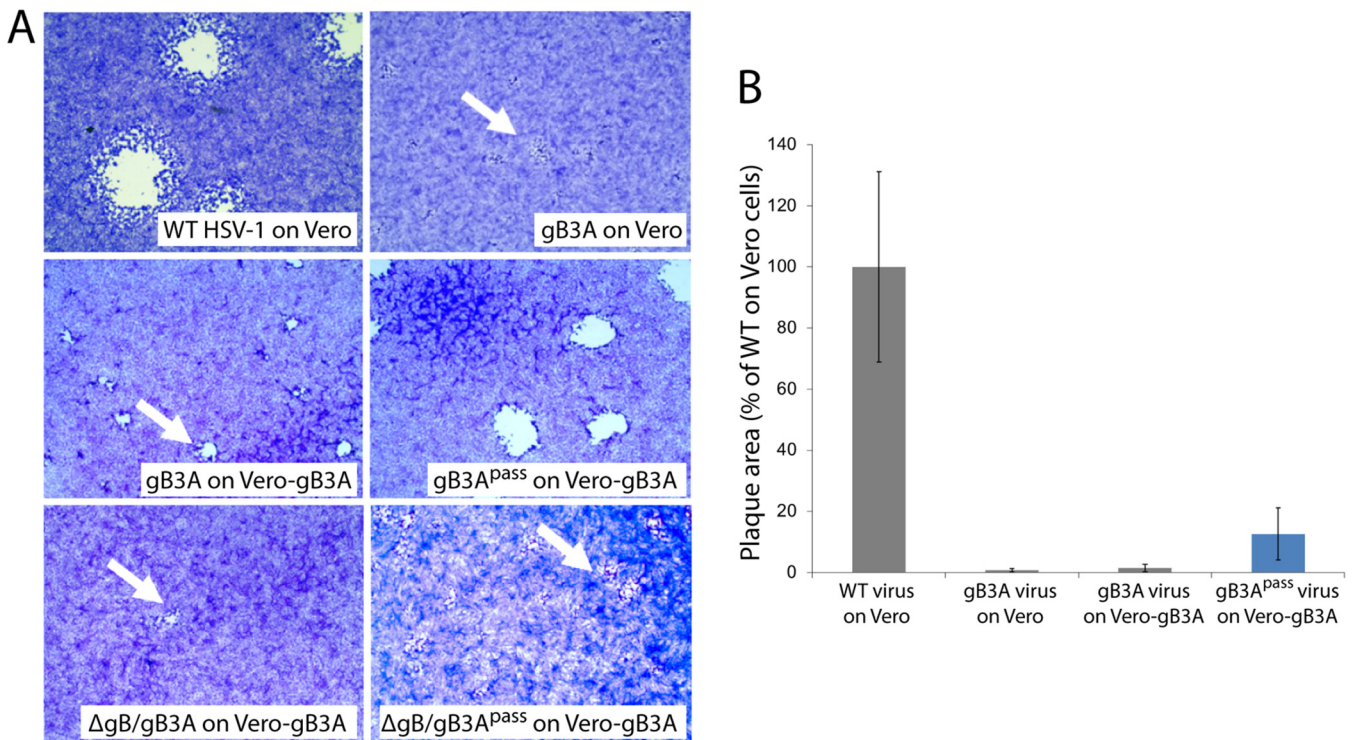 A
WT HSV-1 on Vero
gB3A on Vero
gB3A on Vero-gB3A
gB3Apass on Vero-gB3A
ΔgB/gB3A on Vero-gB3A
ΔgB/gB3Apass on Vero-gB3A
B
Plaque area (% of WT on Vero cells)
140
120
100
80
60
40
20
0
WT virus
on Vero
gB3A virus
on Vero
gB3A virus
on Vero-gB3A
gB3Apass virus
on Vero-gB3A